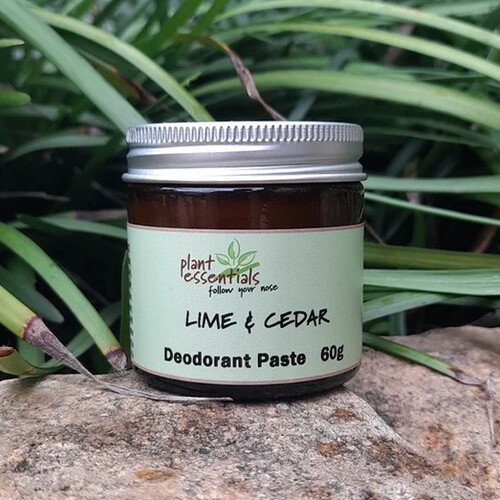 plant
essentials
follow your nose
LIME & CEDAR
Deodorant Paste 60g